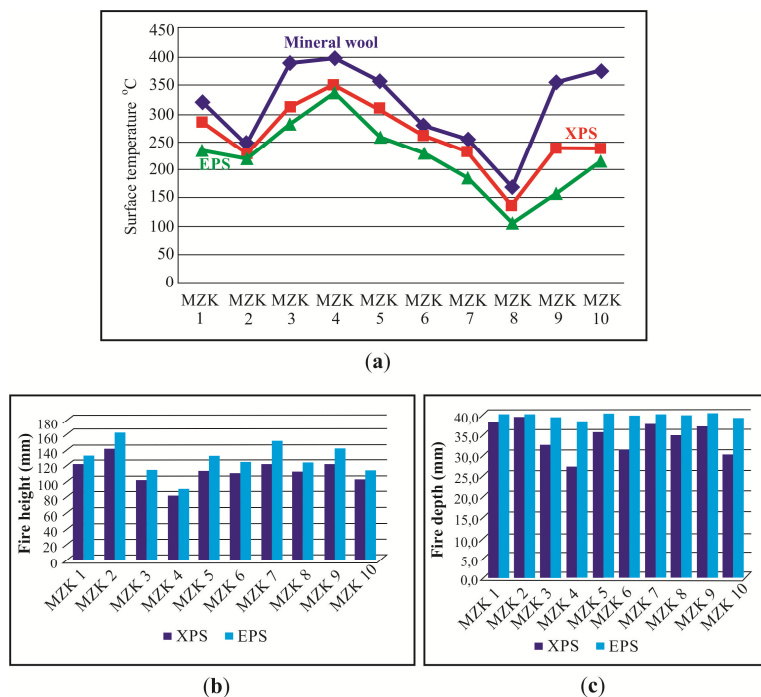 450
400
350
300
250
200
150
100
50
0
Surface temperature °C
Mineral wool
XPS
EPS
MZK MZK MZK MZK MZK MZK MZK MZK MZK MZK
1 2 3 4 5 6 7 8 9 10
(a)
180
160
140
120
100
80
60
40
20
0
Fire height (mm)
MZK 1 MZK 2 MZK 3 MZK 4 MZK 5 MZK 6 MZK 7 MZK 8 MZK 9 MZK 10
XPS EPS
(b)
40,0
35,0
30,0
25,0
20,0
15,0
10,0
5,0
0,0
Fire depth (mm)
MZK 1 MZK 2 MZK 3 MZK 4 MZK 5 MZK 6 MZK 7 MZK 8 MZK 9 MZK 10
XPS EPS
(c)